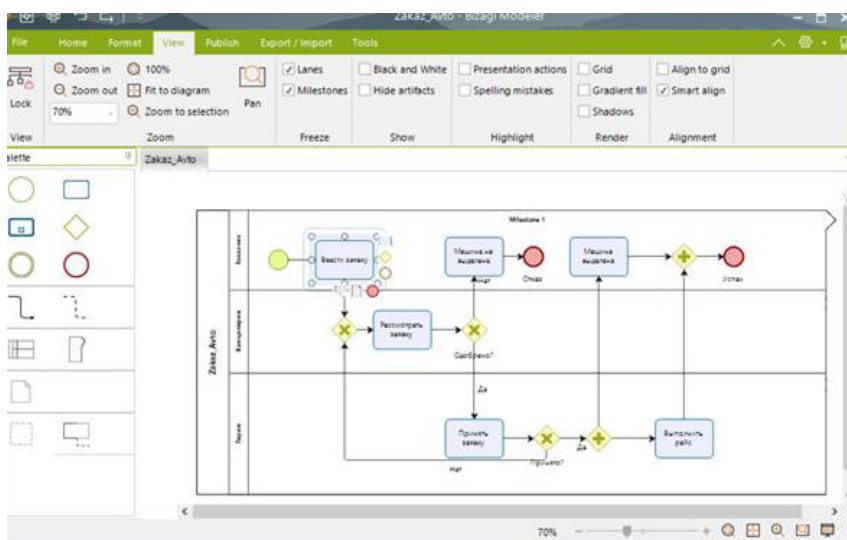 Zakaz_Avto - Bizagi Modeler
File Home Format View Publish Export / Import Tools
Zoom in 100% Lanes Black and White Presentation actions Grid Align to grid
Zoom out Fit to diagram Milestones Hide artifacts Spelling mistakes Gradient fill Smart align
Lock 70% Zoom to selection Pan Shadows
View Zoom Freeze Show Highlight Render Alignment
alette Zakaz_Avto
Milestone 1
Zakaz_Avto
Ввести заявку
Машина не
выделена
Нет
Отказ
Машина
выделена
Успех
Рассмотреть
заявку
Одобрено?
Да
Гараж
Принять
заявку
Принято?
Да
Нет
Выполнить
рейс
70%